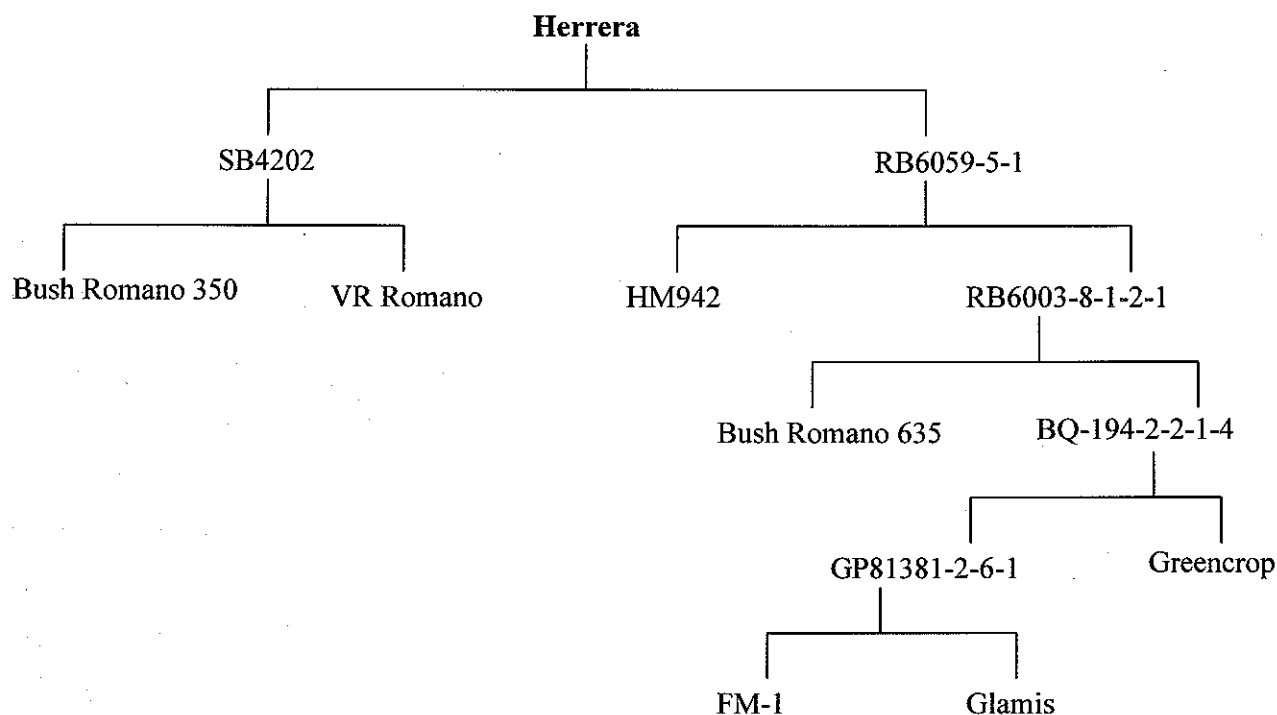 Herrera
SB4202
RB6059-5-1
Bush Romano 350
VR Romano
HM942
RB6003-8-1-2-1
Bush Romano 635
BQ-194-2-2-1-4
GP81381-2-6-1
Greencrop
FM-1
Glamis